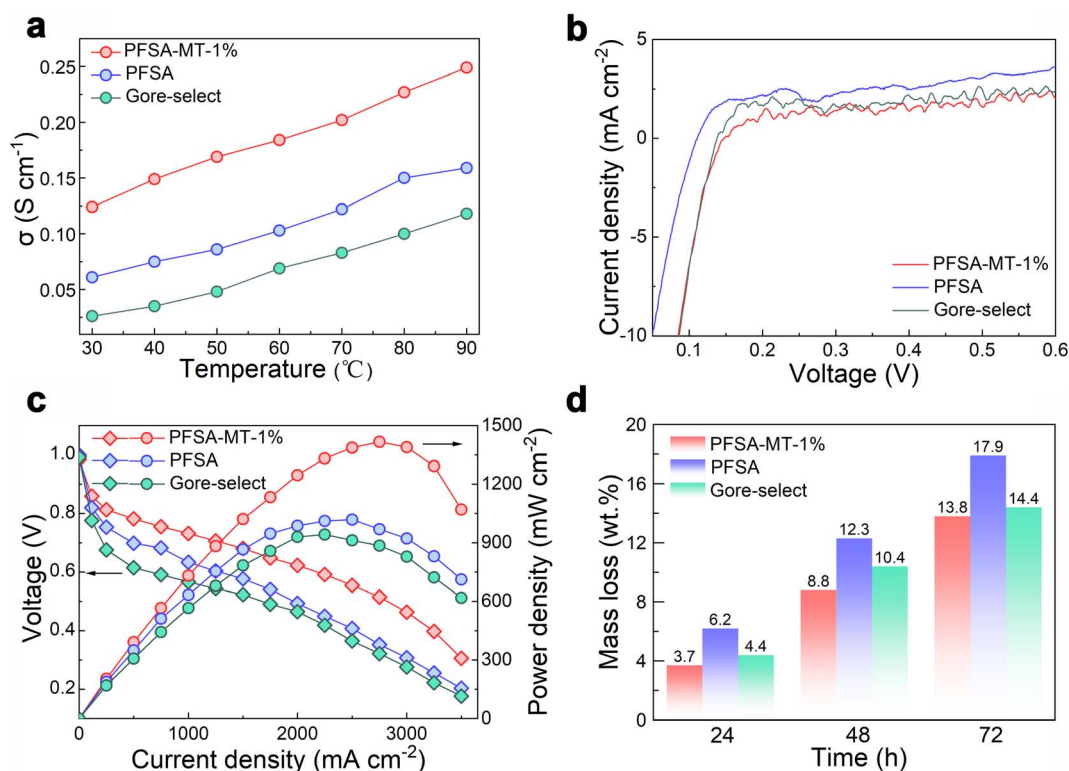 a
PFSA-MT-1%
PFSA
Gore-select
0.25
0.20
0.15
0.10
0.05
σ (S cm⁻¹)
30 40 50 60 70 80 90
Temperature (℃)
b
5
0
-5
-10
Current density (mA cm⁻²)
PFSA-MT-1%
PFSA
Gore-select
0.1 0.2 0.3 0.4 0.5 0.6
Voltage (V)
c
PFSA-MT-1%
PFSA
Gore-select
1.0
0.8
0.6
0.4
0.2
Voltage (V)
1500
1200
900
600
300
0
Power density (mW cm⁻²)
0 1000 2000 3000
Current density (mA cm⁻²)
d
PFSA-MT-1%
PFSA
Gore-select
20
16
12
8
4
0
Mass loss (wt.%)
3.7 6.2 4.4
8.8 12.3 10.4
13.8 17.9 14.4
24 48 72
Time (h)